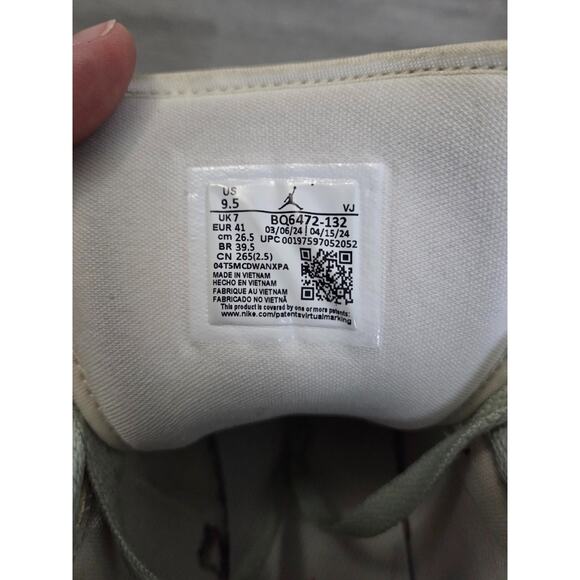 US
9.5
VJ
UK 7
BQ6472-132
EUR 41
03/06/24 | 04/15/24
cm 26.5
UPC 00197597052052
BR 39.5
CN 265(2.5)
04T5MCDWANXPA
MADE IN VIETNAM
HECHO EN VIETNAM
FABRIQUE AU VIETNAM
FABRICADO NO VIETNÃ
This product is covered by one or more patents:
www.nike.com/patentsvirtualmarking